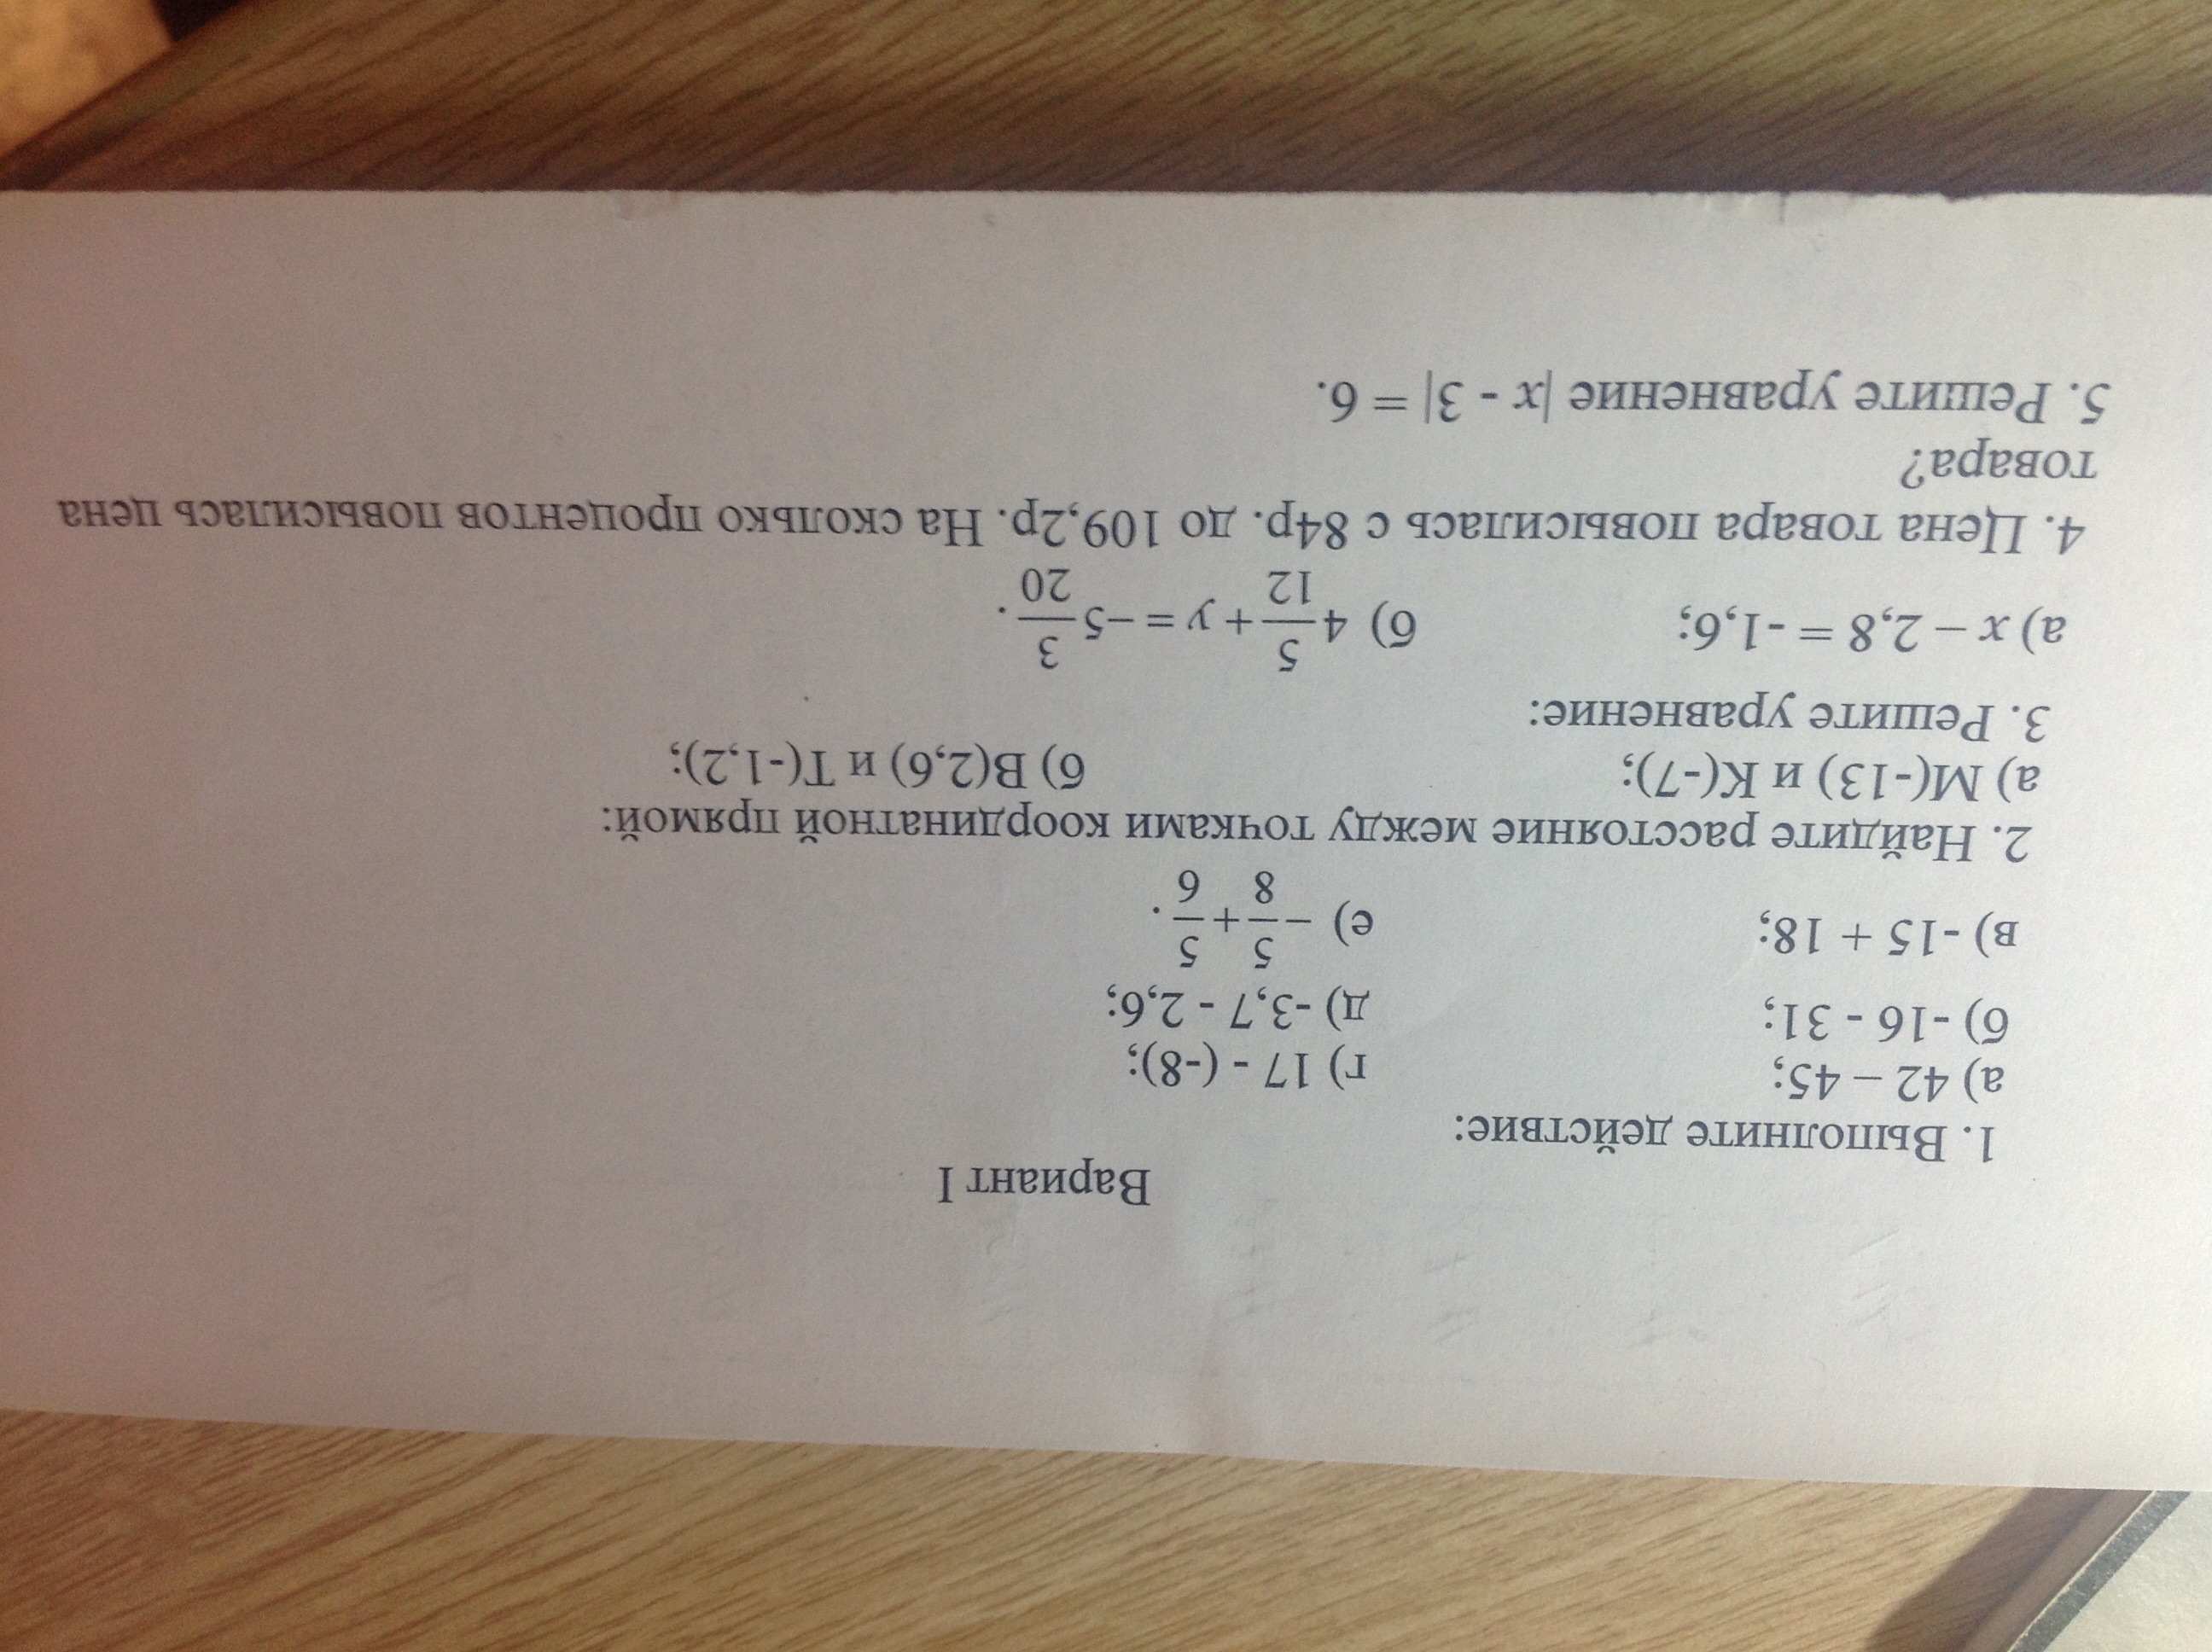 Вариант I
1. Выполните действие:
а) 42 – 45; г) 17 - (-8);
б) -16 - 31; д) -3,7 - 2,6;
в) -15 + 18; е) −5/8 + 5/6.
2. Найдите расстояние между точками координатной прямой:
а) М(-13) и К(-7); б) В(2,6) и Т(-1,2);
3. Решите уравнение:
а) x – 2,8 = -1,6; б) 4 5/12 + y = −5 3/20.
4. Цена товара повысилась с 84р. до 109,2р. На сколько процентов повысилась цена
товара?
5. Решите уравнение |x - 3| = 6.